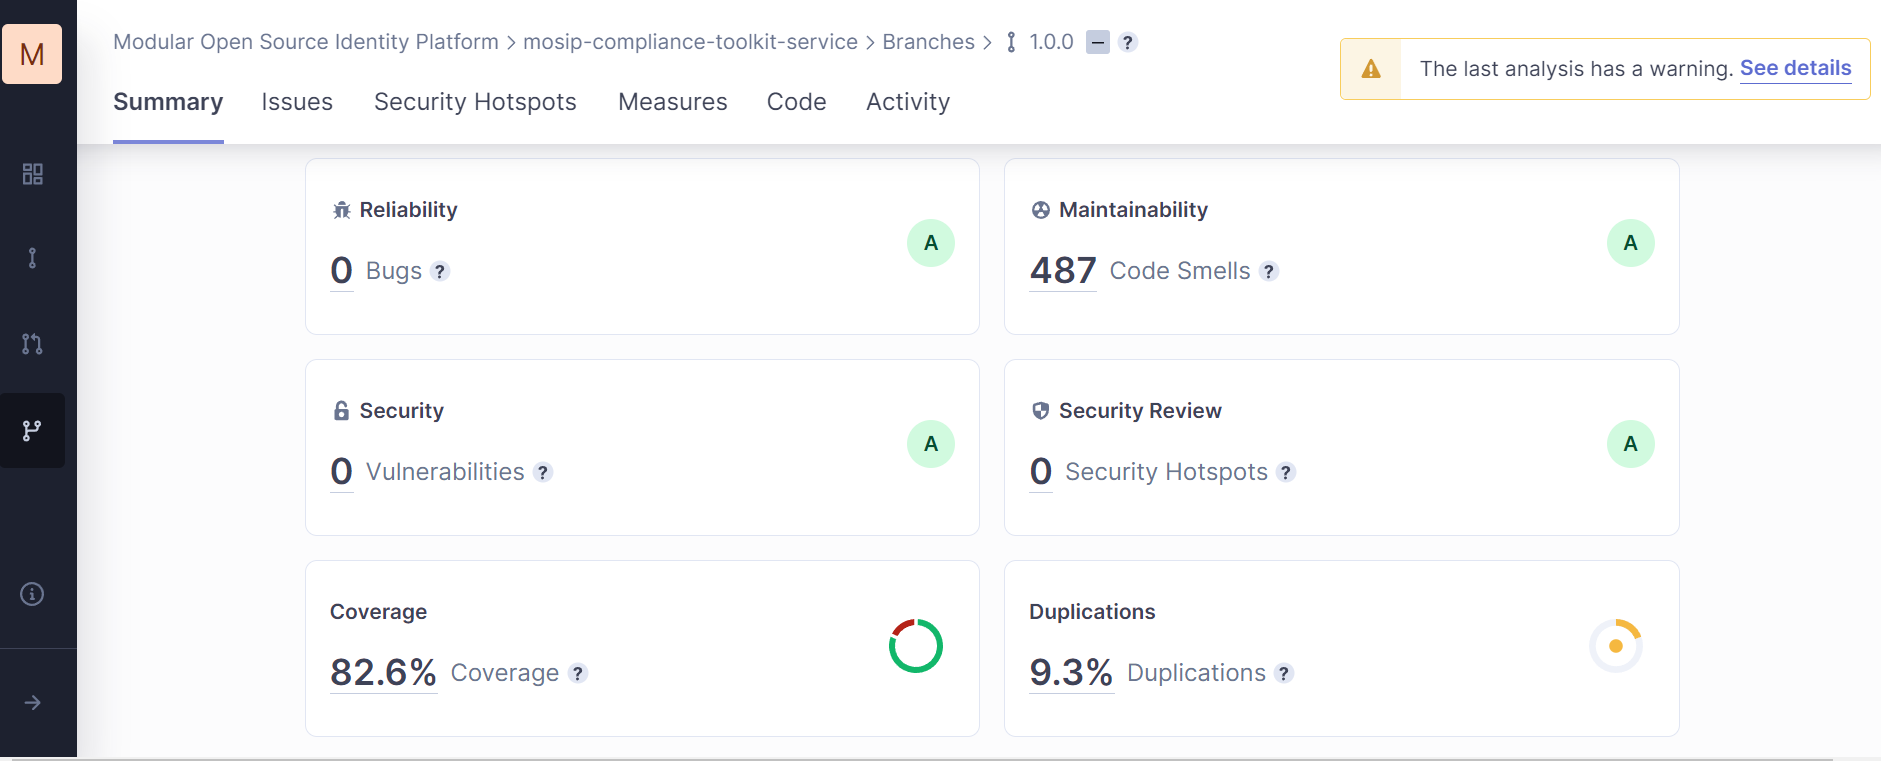 M
Modular Open Source Identity Platform > mosip-compliance-toolkit-service > Branches > 1.0.0 – ?
The last analysis has a warning. See details
Summary Issues Security Hotspots Measures Code Activity
Reliability
0 Bugs ?
A
Maintainability
487 Code Smells ?
A
Security
0 Vulnerabilities ?
A
Security Review
0 Security Hotspots ?
A
Coverage
82.6% Coverage ?
Duplications
9.3% Duplications ?